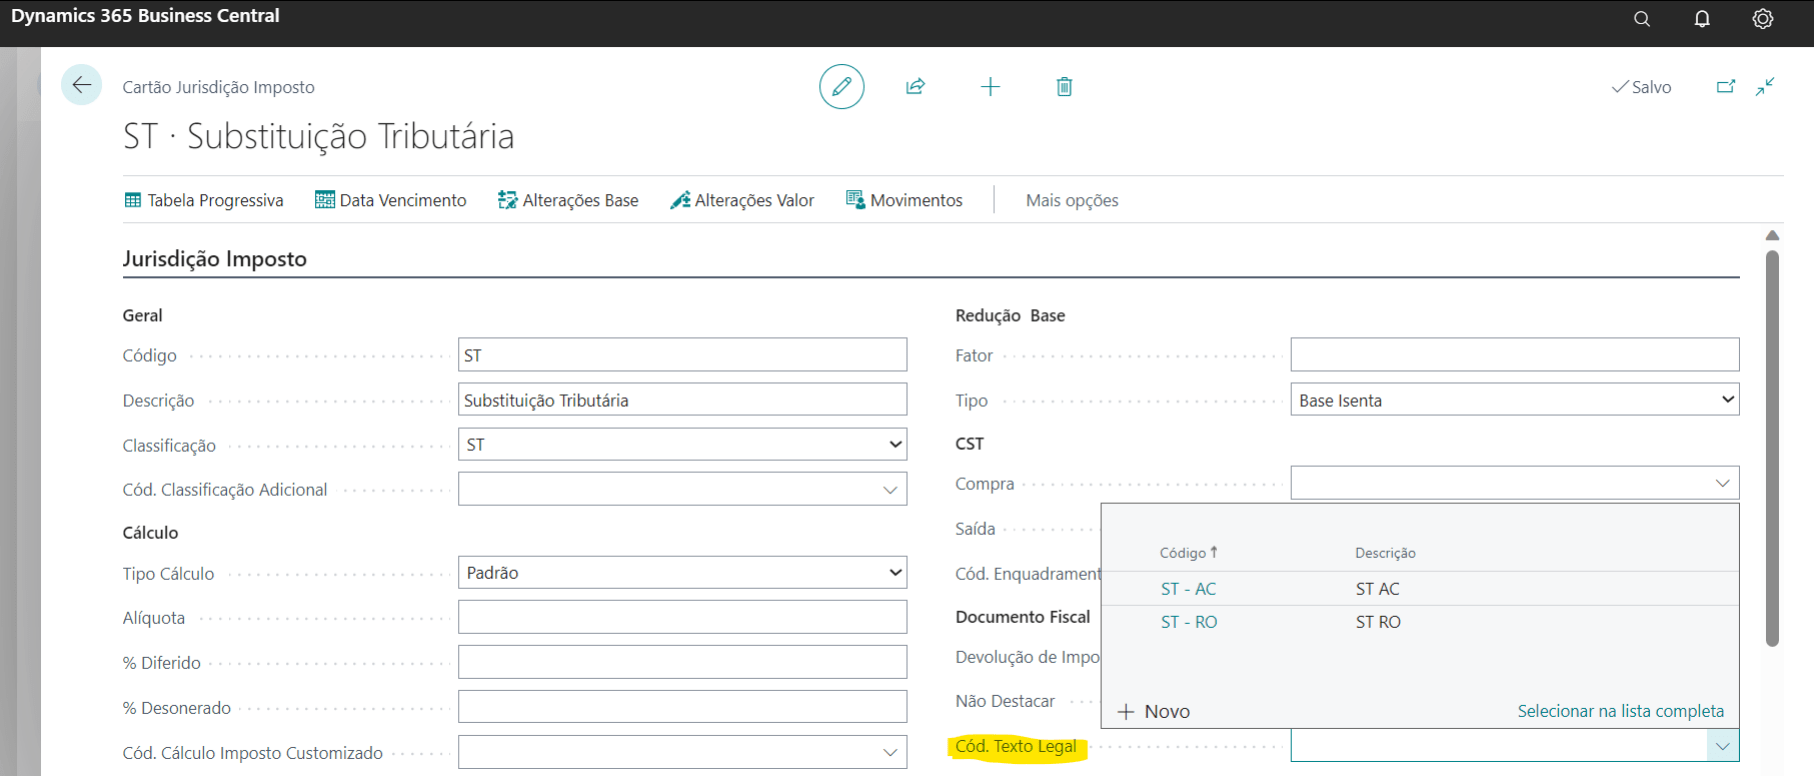 Dynamics 365 Business Central
Cartão Jurisdição Imposto
Salvo
ST · Substituição Tributária
Tabela Progressiva
Data Vencimento
Alterações Base
Alterações Valor
Movimentos
Mais opções
Jurisdição Imposto
Geral
Código
ST
Descrição
Substituição Tributária
Classificação
ST
Cód. Classificação Adicional
Cálculo
Tipo Cálculo
Padrão
Alíquota
% Diferido
% Desonerado
Cód. Cálculo Imposto Customizado
Redução Base
Fator
Tipo
Base Isenta
CST
Compra
Saída
Cód. Enquadrament
Documento Fiscal
Devolução de Impo
Não Destacar
Cód. Texto Legal
Código ↑ Descrição
ST - AC ST AC
ST - RO ST RO
+ Novo
Selecionar na lista completa